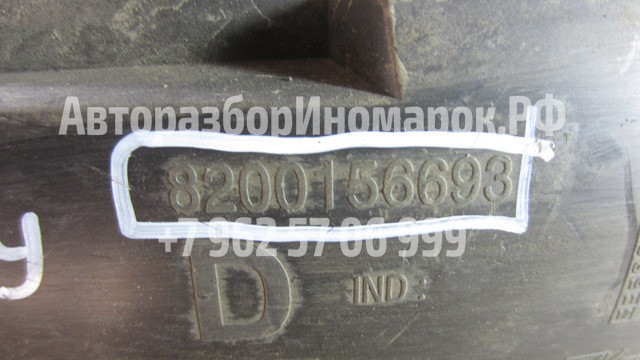 АвторазборИномарок.РФ
8200156693
+7 962 57 06 999
D
IND :